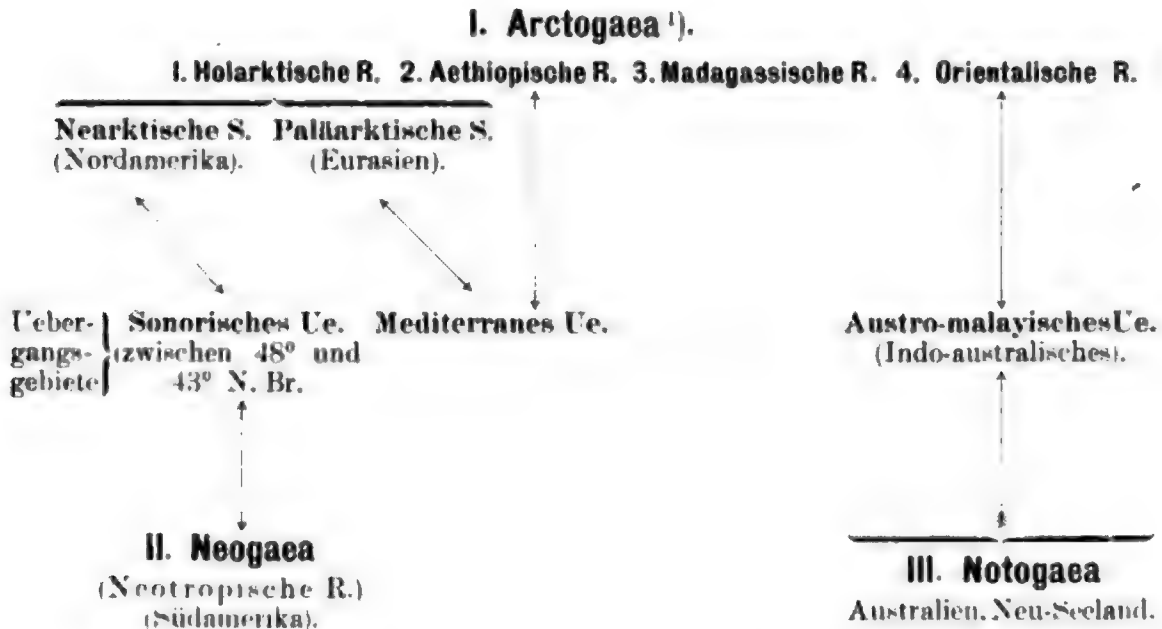 I. Arctogaea ¹).
1. Holarktische R. 2. Aethiopische R. 3. Madagassische R. 4. Orientalische R.
Nearktische S. Paläarktische S.
(Nordamerika). (Eurasien).
Ueber- Sonorisches Ue. Mediterranes Ue. Austro-malayisches Ue.
gangs- (zwischen 48° und (Indo-australisches).
gebiete 43° N. Br.
II. Neogaea
(Neotropische R.)
(Südamerika).
III. Notogaea
Australien. Neu-Seeland.